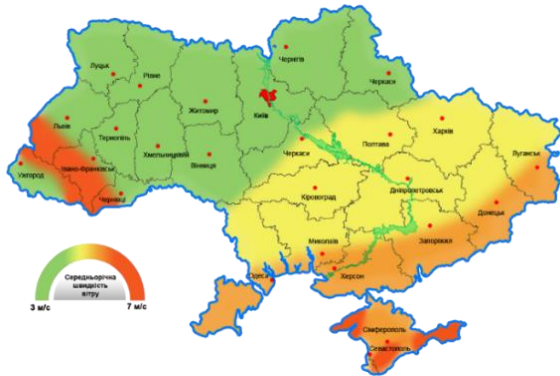 Чернігів
Луцьк
Рівне
Черкаси
Житомир
Київ
Львів
Тернопіль
Харків
Черкаси
Полтава
Хмельницький
Вінниця
Луганськ
Ужгород
Івано-Франківськ
Чернівці
Кіровоград
Дніпропетровськ
Донецьк
Запоріжжя
Миколаїв
Одеса
Херсон
Середньорічна
швидкість
вітру
3 м/с
7 м/с
Сімферополь
Севастополь